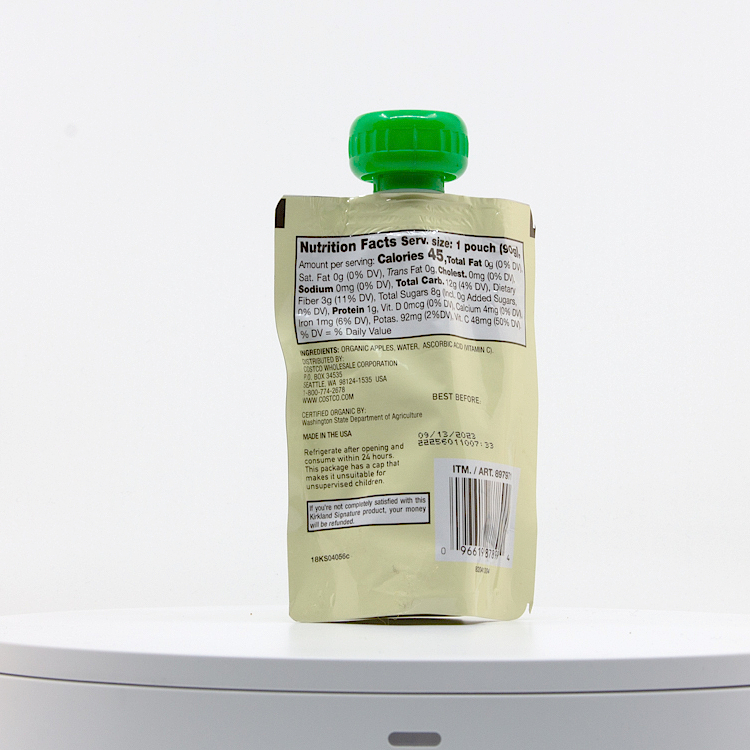 Nutrition Facts Serv. size: 1 pouch (90g),
Amount per serving: Calories 45, Total Fat 0g (0% DV),
Sat. Fat 0g (0% DV), Trans Fat 0g, Cholest. 0mg (0% DV),
Sodium 0mg (0% DV), Total Carb. 12g (4% DV), Dietary
Fiber 3g (11% DV), Total Sugars 8g (Incl. 0g Added Sugars,
0% DV), Protein 1g, Vit. D 0mcg (0% DV), Calcium 4mg (0% DV),
Iron 1mg (6% DV), Potas. 92mg (2% DV), Vit. C 48mg (50% DV).
% DV = % Daily Value
INGREDIENTS: ORGANIC APPLES, WATER, ASCORBIC ACID (VITAMIN C).
DISTRIBUTED BY:
COSTCO WHOLESALE CORPORATION
P.O. BOX 34535
SEATTLE, WA 98124-1535 USA
1-800-774-2678
WWW.COSTCO.COM
BEST BEFORE:
CERTIFIED ORGANIC BY:
Washington State Department of Agriculture
MADE IN THE USA
09/13/2023
22256011007:33
Refrigerate after opening and
consume within 24 hours.
This package has a cap that
makes it unsuitable for
unsupervised children.
ITM. / ART.
If you're not completely satisfied with this
Kirkland Signature product, your money
will be refunded.
0 96619 4
18KS04056c